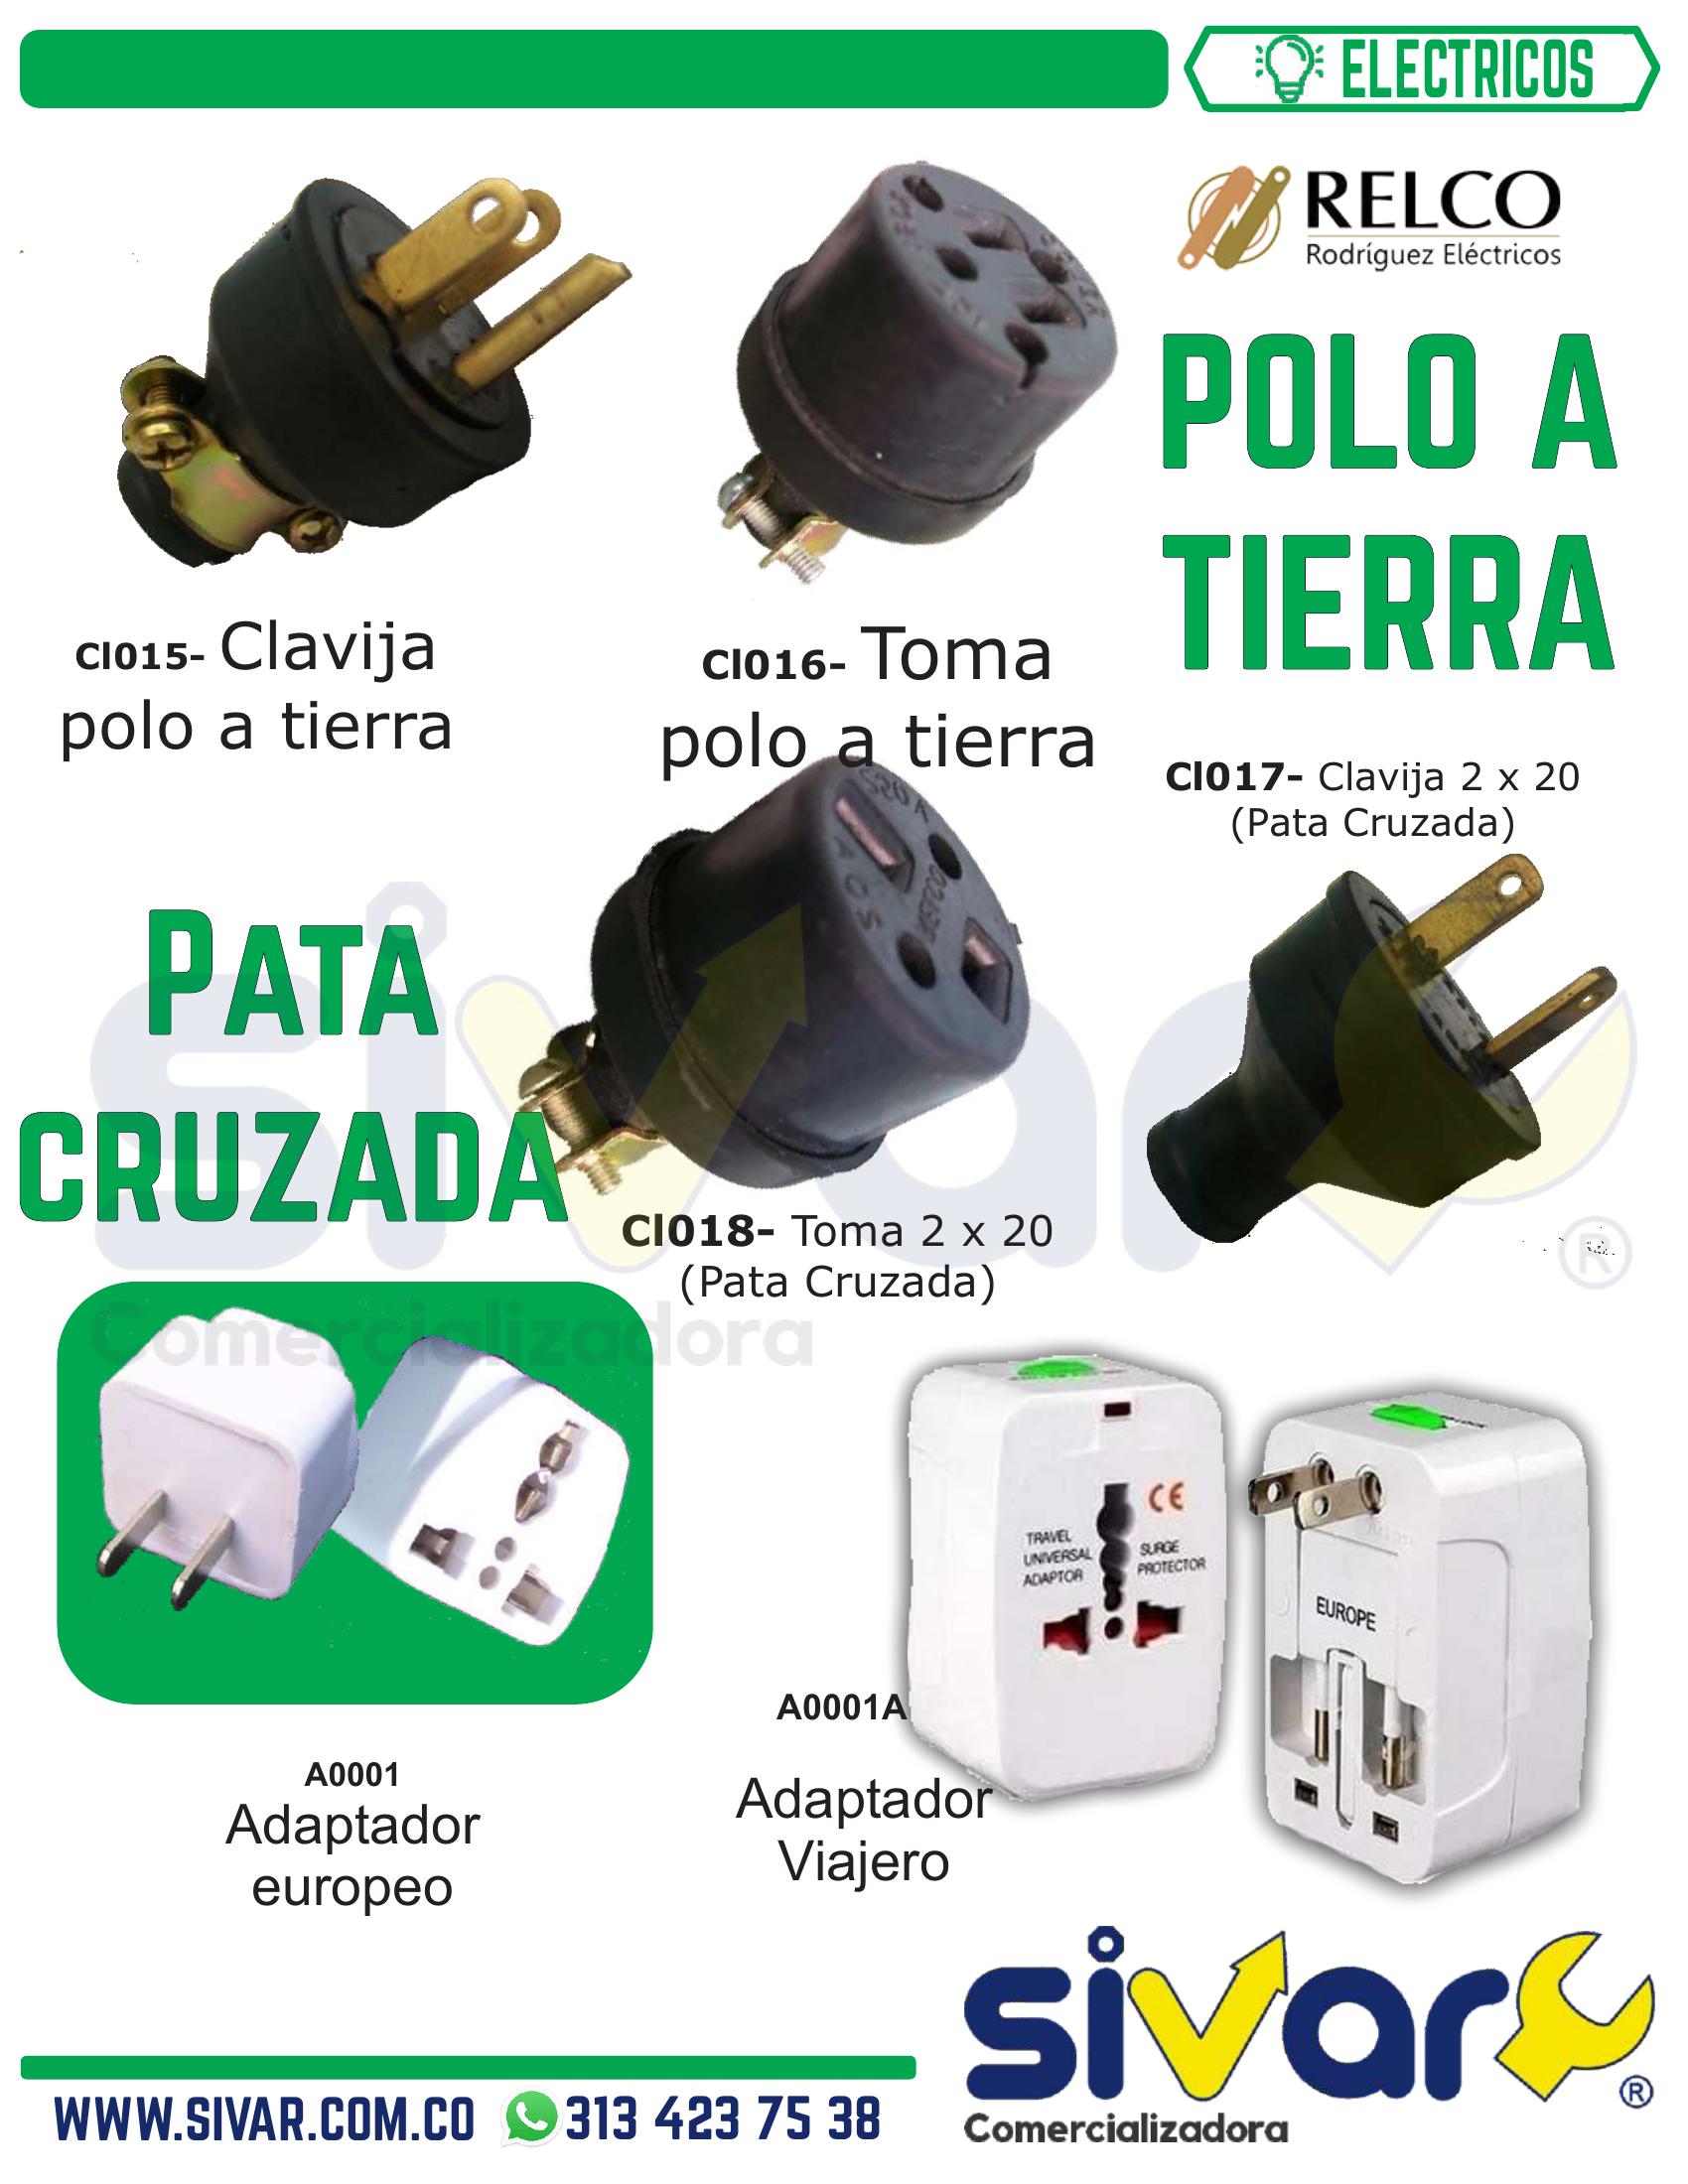 ELECTRICOS
RELCO
Rodríguez Eléctricos
POLO A
TIERRA
Cl015- Clavija
polo a tierra
Cl016- Toma
polo a tierra
Cl017- Clavija 2 x 20
(Pata Cruzada)
PATA
CRUZADA
Cl018- Toma 2 x 20
(Pata Cruzada)
sivar
®
Comercializadora
CE
TRAVEL
UNIVERSAL
ADAPTOR
SURGE
PROTECTOR
EUROPE
A0001
Adaptador
europeo
A0001A
Adaptador
Viajero
sivar
®
Comercializadora
WWW.SIVAR.COM.CO 313 423 75 38